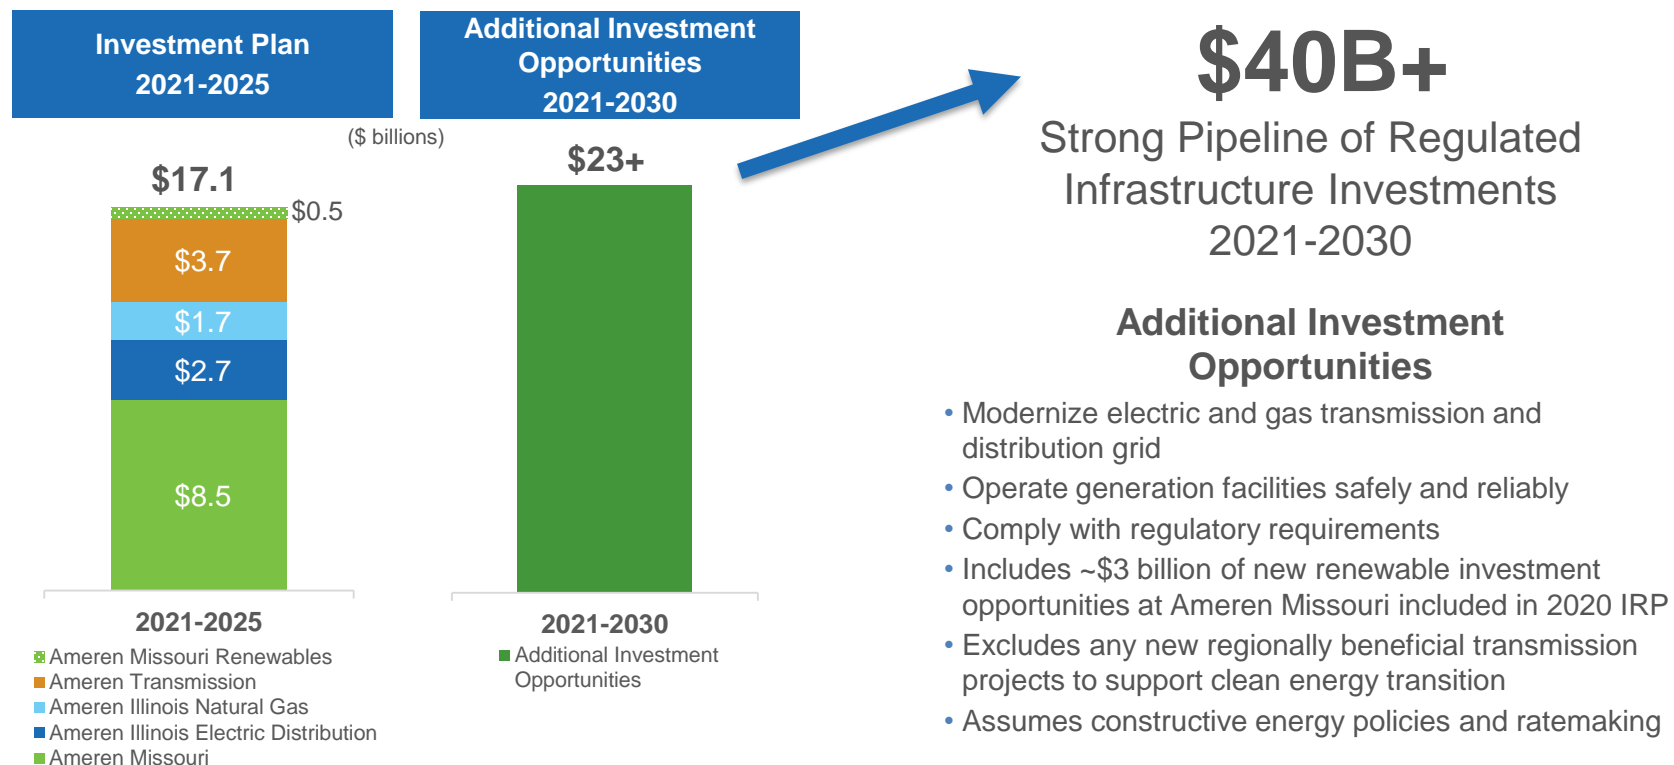 Investment Plan
2021-2025
($ billions)
$17.1
$0.5
$3.7
$1.7
$2.7
$8.5
2021-2025
Ameren Missouri Renewables
Ameren Transmission
Ameren Illinois Natural Gas
Ameren Illinois Electric Distribution
Ameren Missouri
Additional Investment
Opportunities
2021-2030
$23+
2021-2030
Additional Investment
Opportunities
$40B+
Strong Pipeline of Regulated
Infrastructure Investments
2021-2030
Additional Investment
Opportunities
• Modernize electric and gas transmission and
distribution grid
• Operate generation facilities safely and reliably
• Comply with regulatory requirements
• Includes ~$3 billion of new renewable investment
opportunities at Ameren Missouri included in 2020 IRP
• Excludes any new regionally beneficial transmission
projects to support clean energy transition
• Assumes constructive energy policies and ratemaking